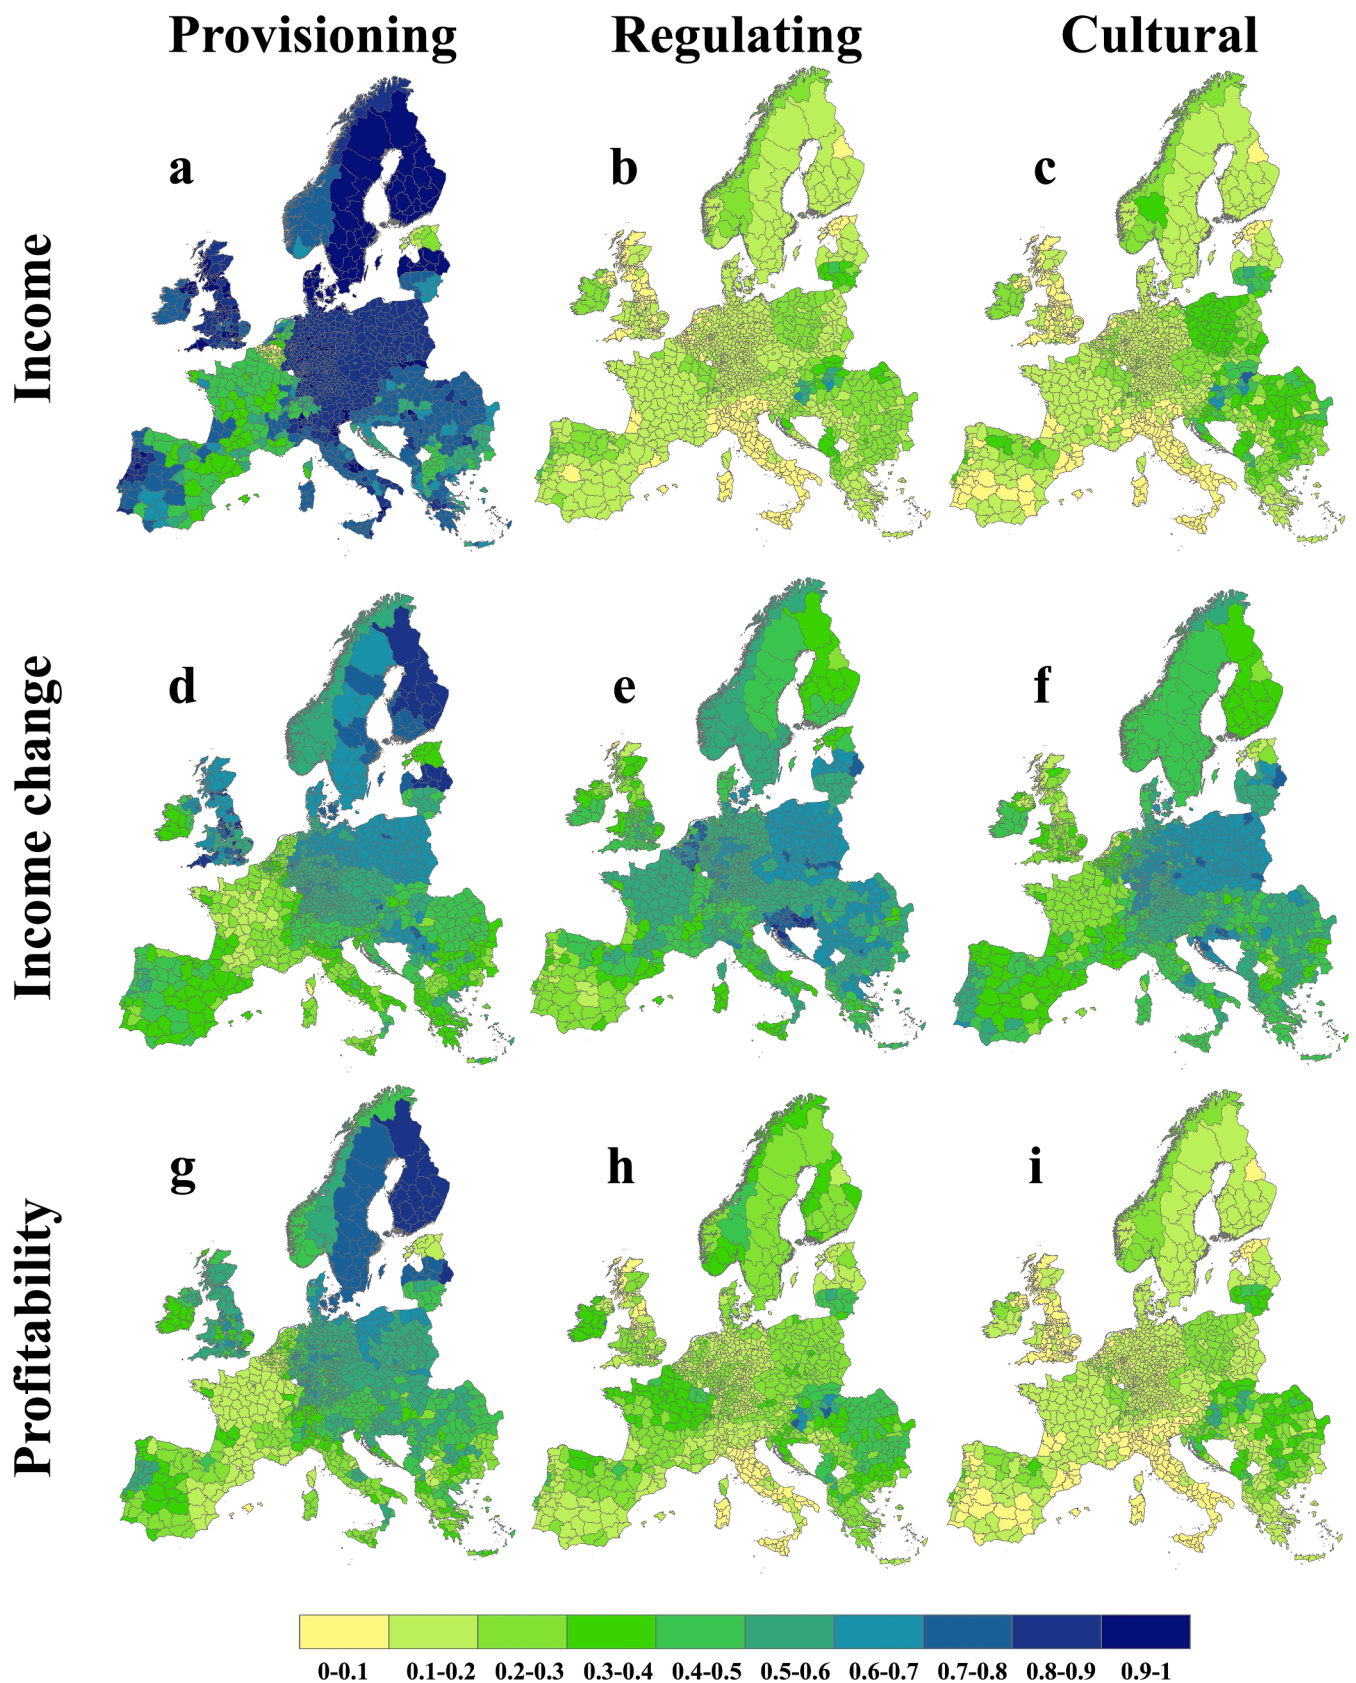 Provisioning Regulating Cultural
a b c
Income
d e f
Income change
g h i
Profitability
0-0.1 0.1-0.2 0.2-0.3 0.3-0.4 0.4-0.5 0.5-0.6 0.6-0.7 0.7-0.8 0.8-0.9 0.9-1